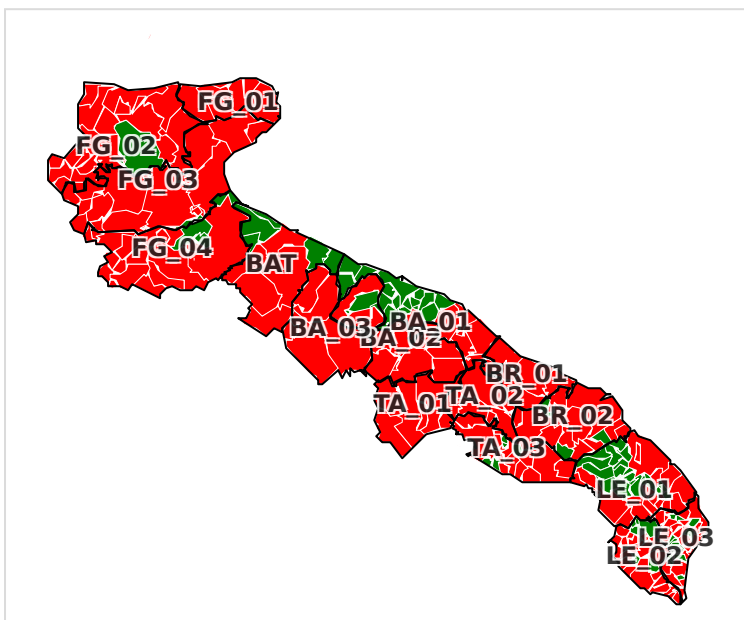 FG_01
FG_02
FG_03
FG_04
BAT
BA_01
BA_03
BA_02
BR_01
TA_02
TA_01
BR_02
TA_03
LE_01
LE_03
LE_02